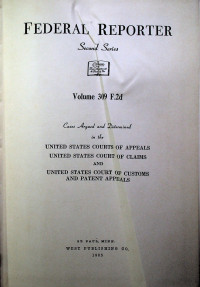 FEDERAL REPORTER
Second Series
Volume 309 F.2d
Cases Argued and Determined
in the
UNITED STATES COURTS OF APPEALS
UNITED STATES COURT OF CLAIMS
AND
UNITED STATES COURT OF CUSTOMS
AND PATENT APPEALS
ST. PAUL, MINN.
WEST PUBLISHING CO.